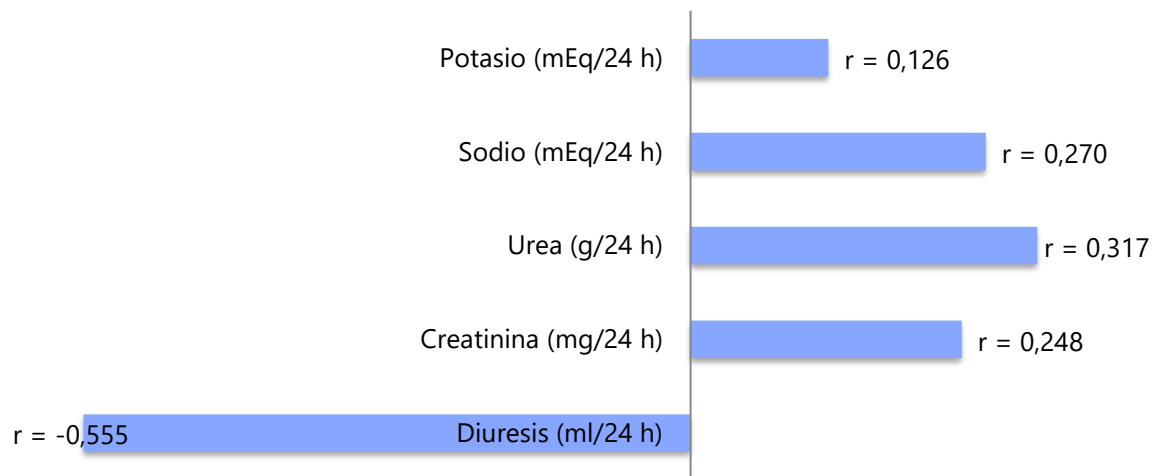 Potasio (mEq/24 h) r = 0,126
Sodio (mEq/24 h) r = 0,270
Urea (g/24 h) r = 0,317
Creatinina (mg/24 h) r = 0,248
r = -0,555 Diuresis (ml/24 h)